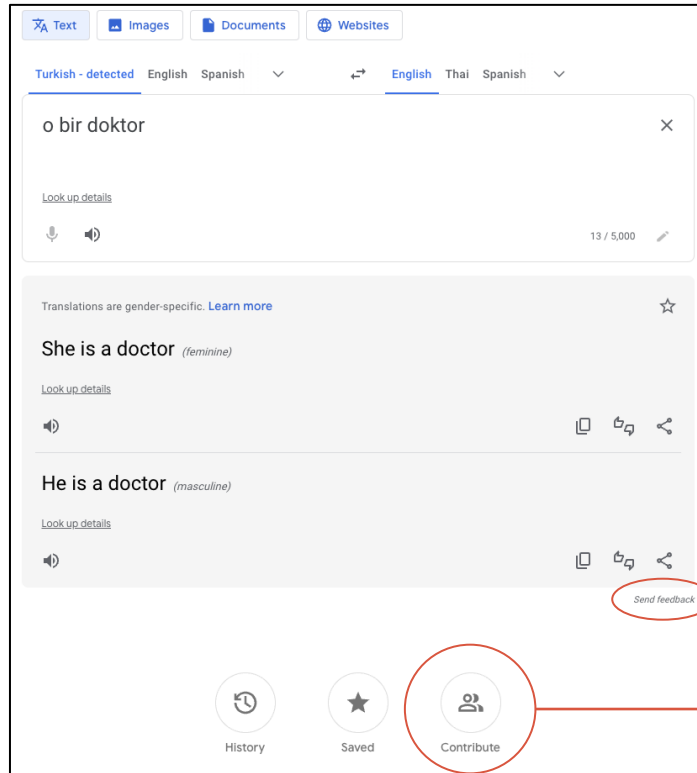 Text Images Documents Websites
Turkish - detected English Spanish English Thai Spanish
o bir doktor
Look up details
13 / 5,000
Translations are gender-specific. Learn more
She is a doctor (feminine)
Look up details
He is a doctor (masculine)
Look up details
Send feedback
History Saved Contribute